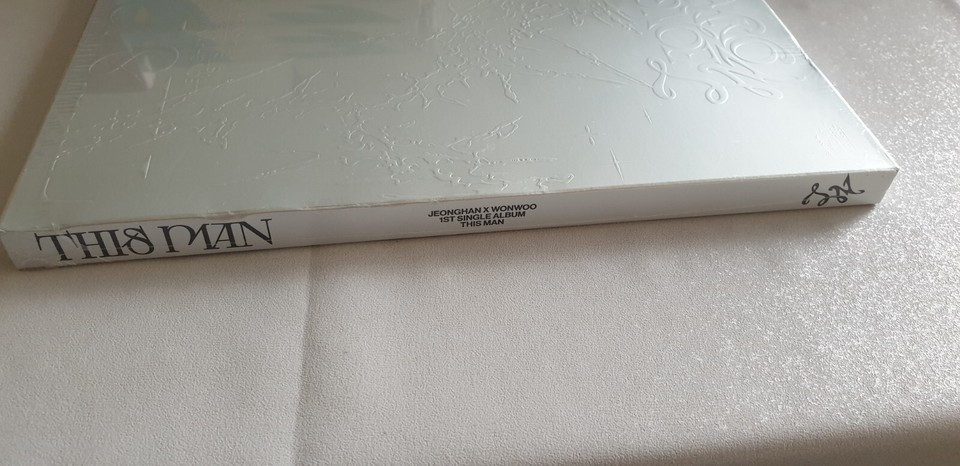 THIS MAN
JEONGHAN X WONWOO
1ST SINGLE ALBUM
THIS MAN